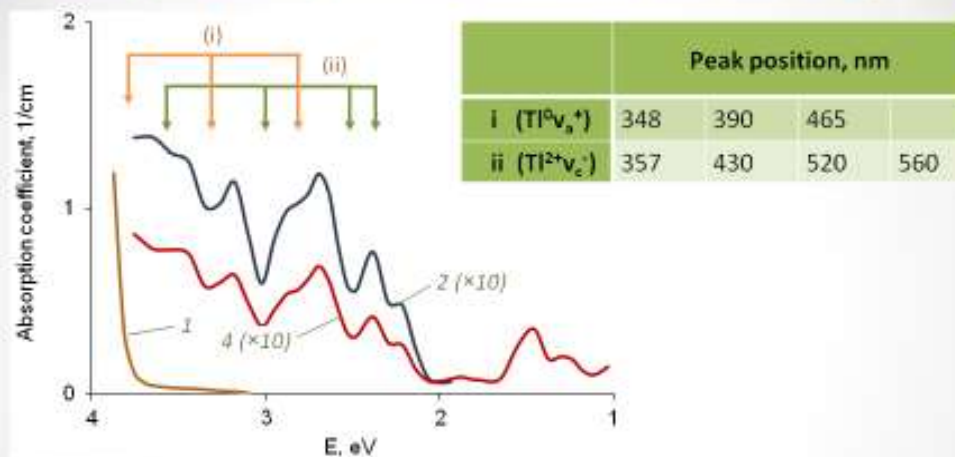 2
(i)
(ii)
Absorption coefficient, 1/cm
1
1
2 (×10)
4 (×10)
0
4 3 2 1
E, eV
Peak position, nm
i (Tl⁰vₐ⁺) 348 390 465
ii (Tl²⁺v꜀⁻) 357 430 520 560